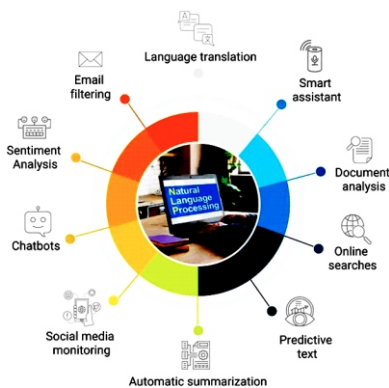 Language translation
Email
filtering
Smart
assistant
Sentiment
Analysis
Document
analysis
Natural
Language
Processing
Chatbots
Online
searches
Social media
monitoring
Predictive
text
Automatic summarization